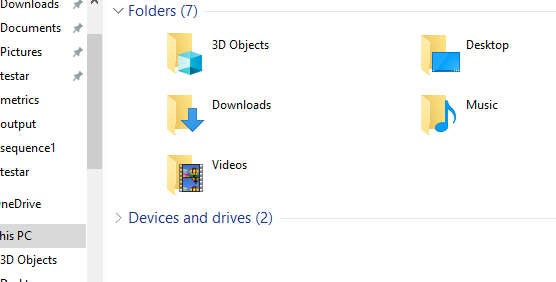 ownloads
Documents
Pictures
testar
metrics
output
sequence1
testar
neDrive
his PC
3D Objects
Folders (7)
3D Objects
Desktop
Downloads
Music
Videos
Devices and drives (2)